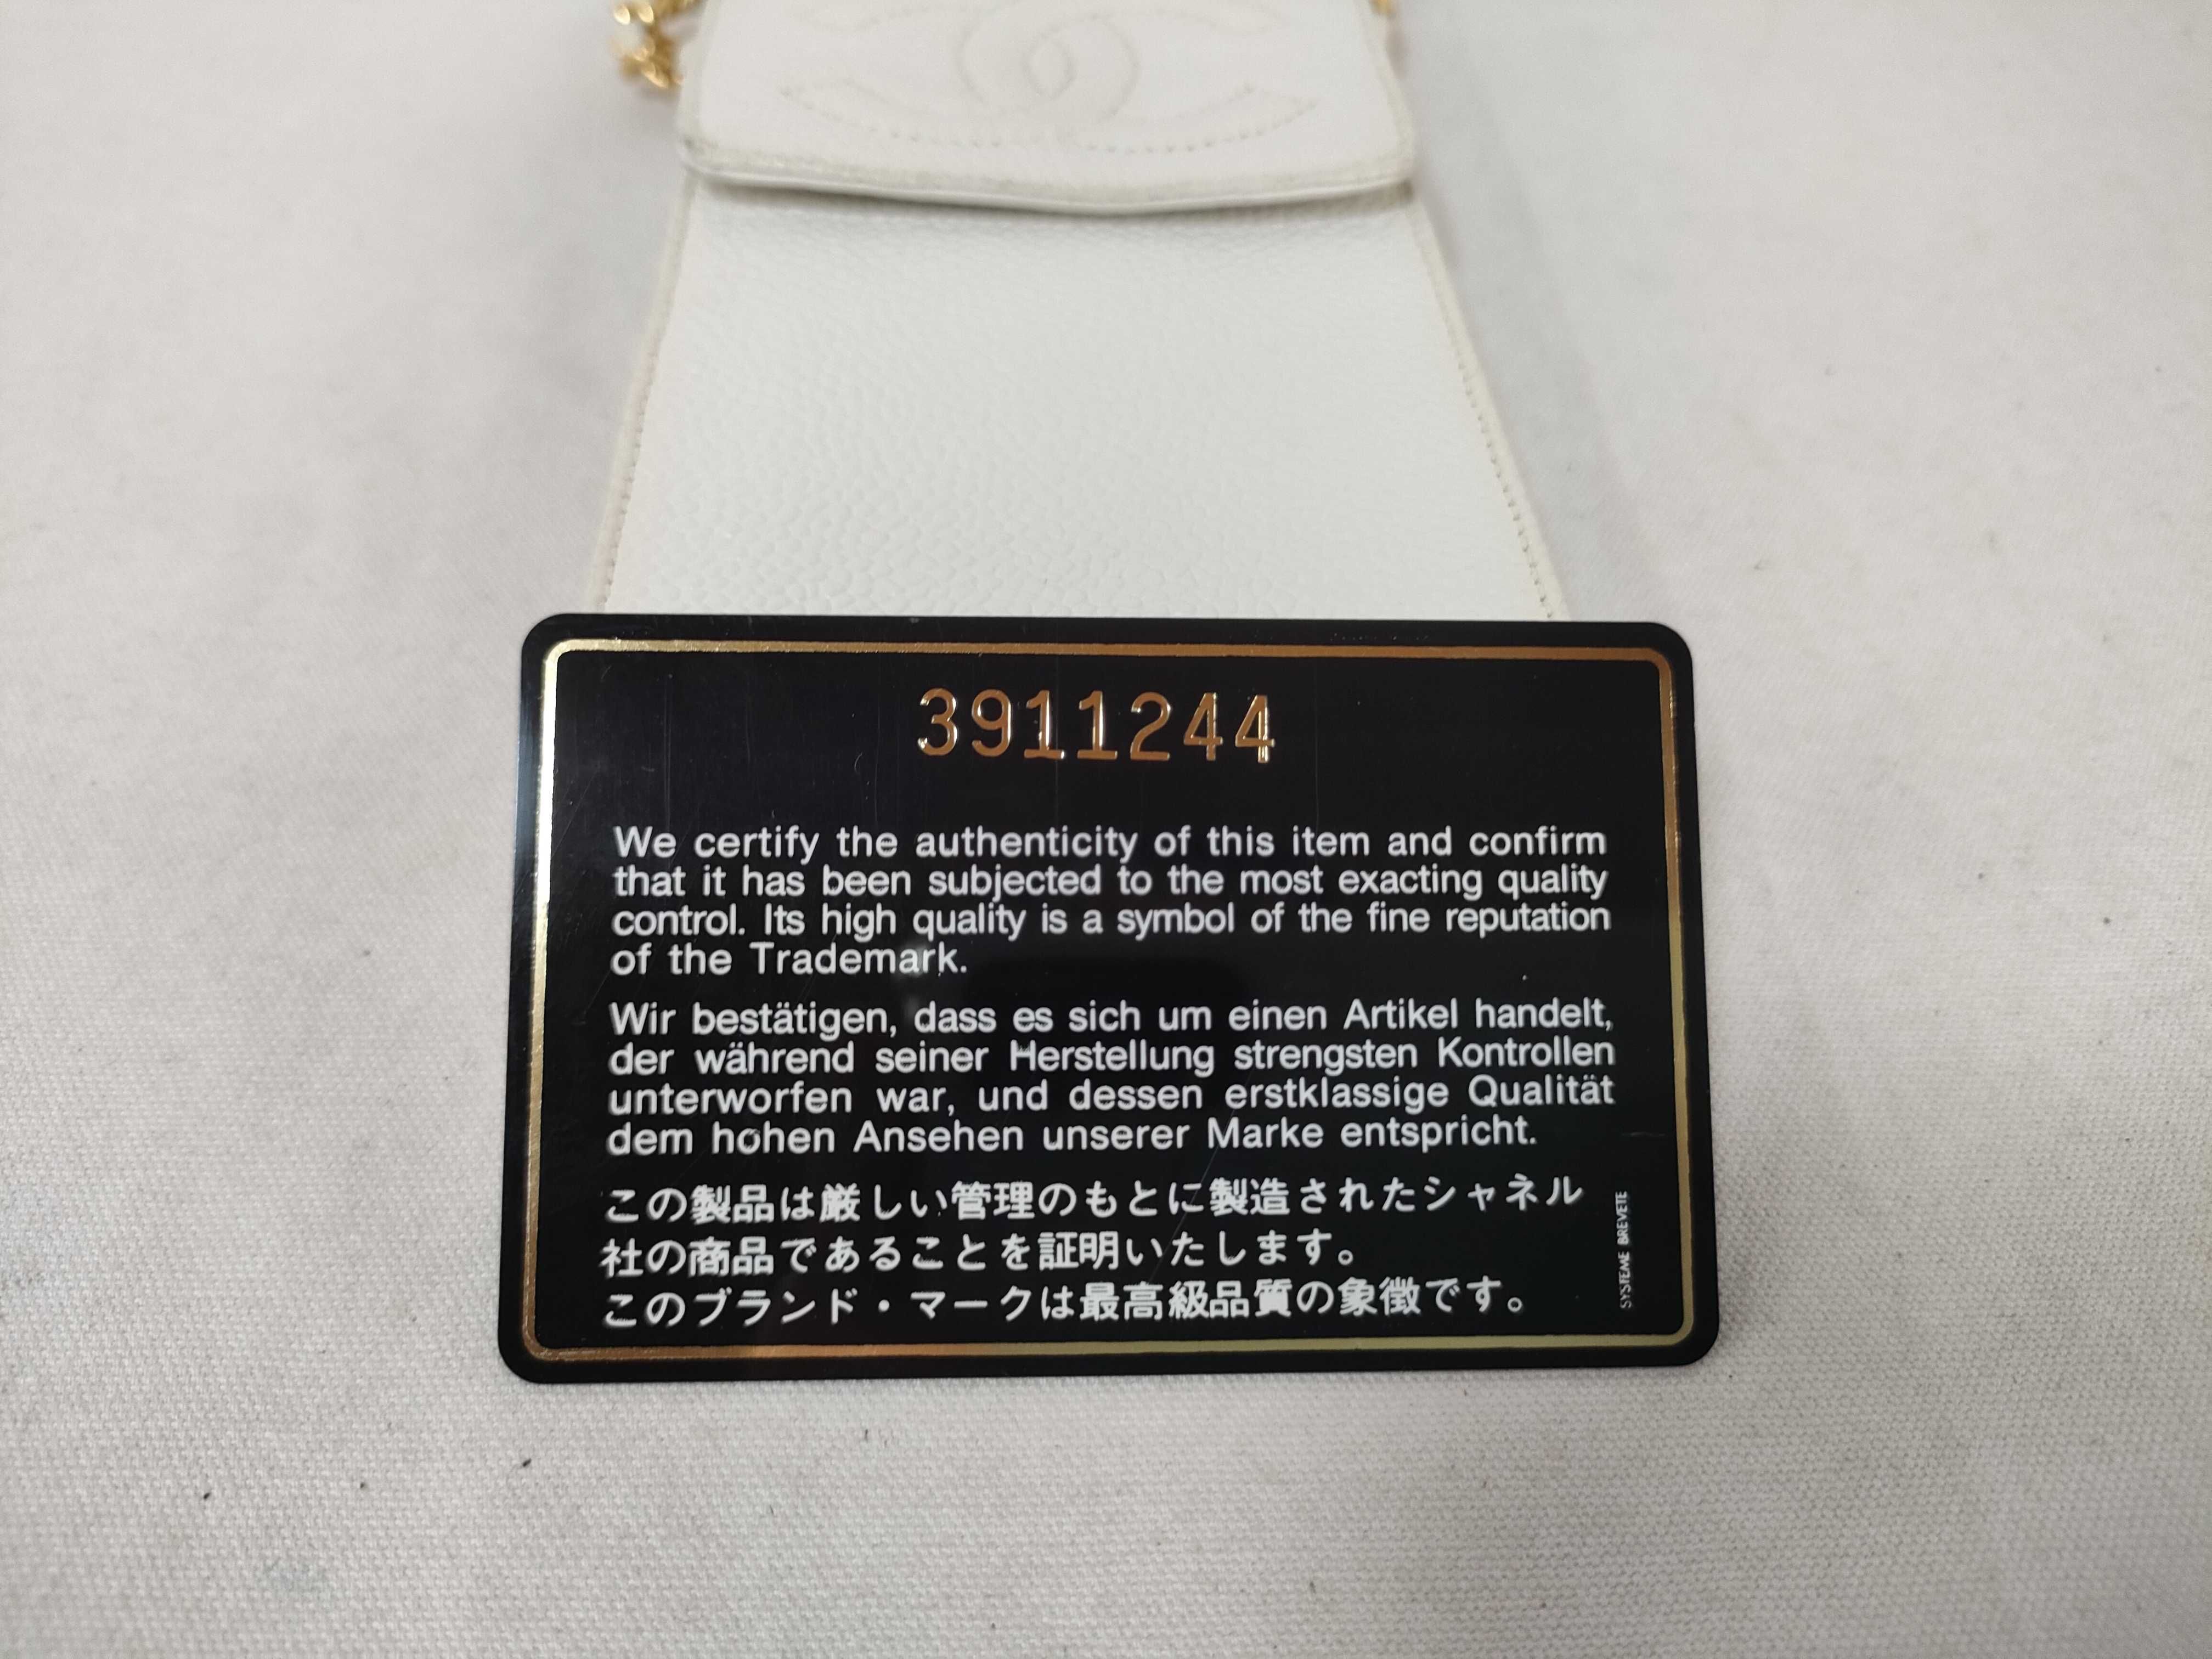 3911244
We certify the authenticity of this item and confirm
that it has been subjected to the most exacting quality
control. Its high quality is a symbol of the fine reputation
of the Trademark.
Wir bestätigen, dass es sich um einen Artikel handelt,
der während seiner Herstellung strengsten Kontrollen
unterworfen war, und dessen erstklassige Qualität
dem hohen Ansehen unserer Marke entspricht.
この製品は厳しい管理のもとに製造されたシャネル
社の商品であることを証明いたします。
このブランド・マークは最高級品質の象徴です。
SYSTEME BREVETE